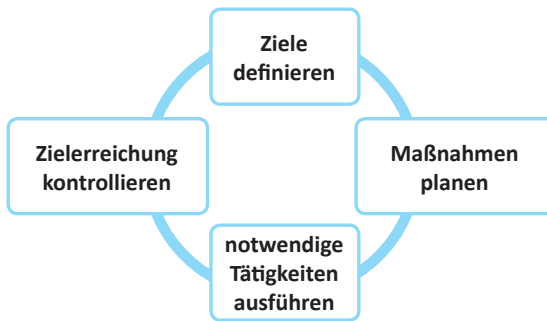 Ziele
definieren
Maßnahmen
planen
notwendige
Tätigkeiten
ausführen
Zielerreichung
kontrollieren